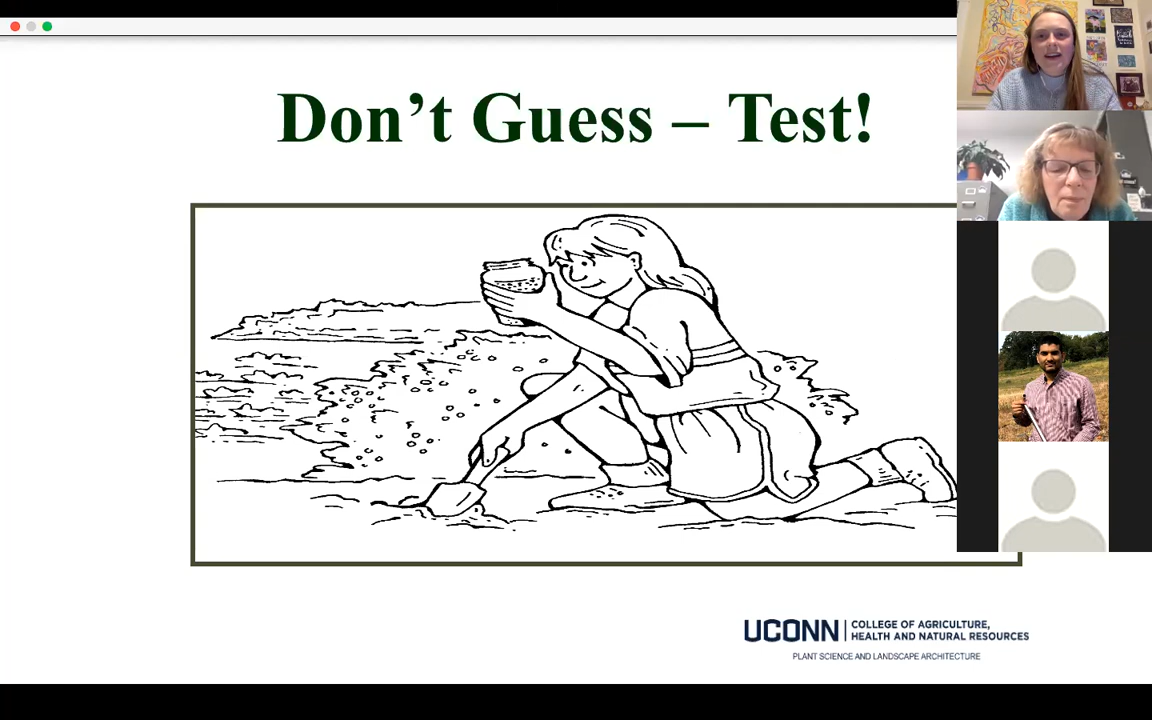 Don’t Guess – Test!
UCONN
COLLEGE OF AGRICULTURE,
HEALTH AND NATURAL RESOURCES
PLANT SCIENCE AND LANDSCAPE ARCHITECTURE